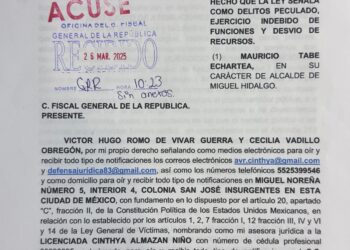 HECHO QUE LA LEY SEÑALA
COMO DELITOS PECULADO,
EJERCICIO INDEBIDO DE
FUNCIONES Y DESVIO DE
RECURSOS.
ACUSE
OFICINA DEL C. FISCAL
GENERAL DE LA REPUBLICA
RECIBIDO
26 MAR. 2025
NOMBRE HORA 10:23
Sin anexos.
(1) MAURICIO TABE
ECHARTEA, EN SU
CARÁCTER DE ALCALDE DE
MIGUEL HIDALGO.
C. FISCAL GENERAL DE LA REPUBLICA.
PRESENTE.
VICTOR HUGO ROMO DE VIVAR GUERRA Y CECILIA VADILLO
OBREGÓN, por mi propio derecho señalando como medios electrónicos para oír y
recibir todo tipo de notificaciones los correos electrónicos avr.cinthya@gmail.com y
defensajuridica83@gmail.com, así como los números telefónicos 5525399546
y como domicilio para oír y recibir todo tipo de notificaciones en MIGUEL NOREÑA
NÚMERO 5, INTERIOR 4, COLONIA SAN JOSÉ INSURGENTES EN ESTA
CIUDAD DE MÉXICO, con fundamento en lo dispuesto por el artículo 20, apartado
"C", fracción II, de la Constitución Política de los Estados Unidos Mexicanos, en
relación con lo establecido por los artículos 1, 2, 7 fracción I, 12 fracción III, IV y VI
y 14 de la Ley General de Víctimas, nombrando como mi asesora jurídica a la
LICENCIADA CINTHYA ALMAZAN NIÑO con número de cédula profesional